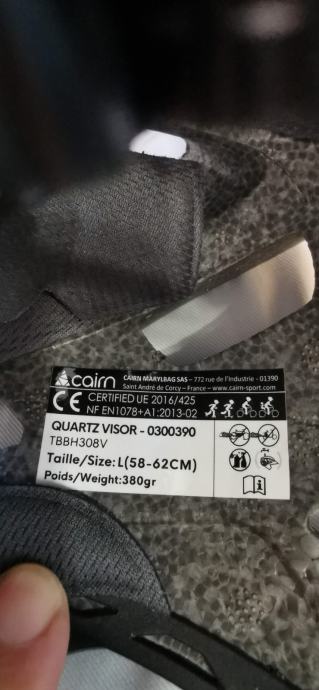 cairn CAIRN MARYLBAG SAS – 772 rue de l'Industrie - 01390
Saint André de Corcy – France – www.cairn-sport.com
CE CERTIFIED UE 2016/425
NF EN1078+A1:2013-02
QUARTZ VISOR - 0300390
TBBH308V
Taille/Size: L(58-62CM)
Poids/Weight:380gr